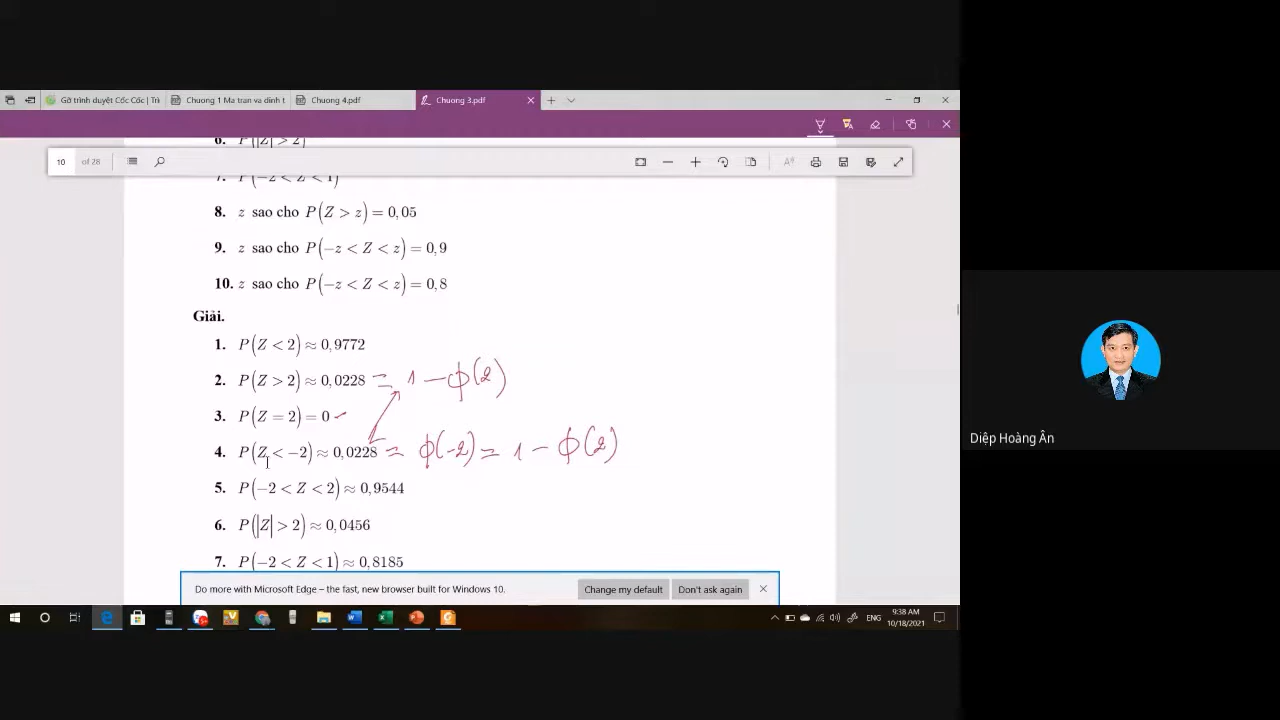 Gỡ trình duyệt Cốc Cốc | Trì
Chuong 1 Ma tran va dinh t
Chuong 4.pdf
Chuong 3.pdf
10 of 28
6. P(|Z| > 2)
7. P(−2 < Z < 1)
8. z sao cho P(Z > z) = 0,05
9. z sao cho P(−z < Z < z) = 0,9
10. z sao cho P(−z < Z < z) = 0,8
Giải.
1. P(Z < 2) ≈ 0,9772
2. P(Z > 2) ≈ 0,0228 = 1 − ϕ(2)
3. P(Z = 2) = 0
4. P(Z < −2) ≈ 0,0228 = ϕ(-2) = 1 − ϕ(2)
5. P(−2 < Z < 2) ≈ 0,9544
6. P(|Z| > 2) ≈ 0,0456
7. P(−2 < Z < 1) ≈ 0,8185
Do more with Microsoft Edge – the fast, new browser built for Windows 10.
Change my default
Don't ask again
ENG
9:38 AM
10/18/2021
Diệp Hoàng Ân